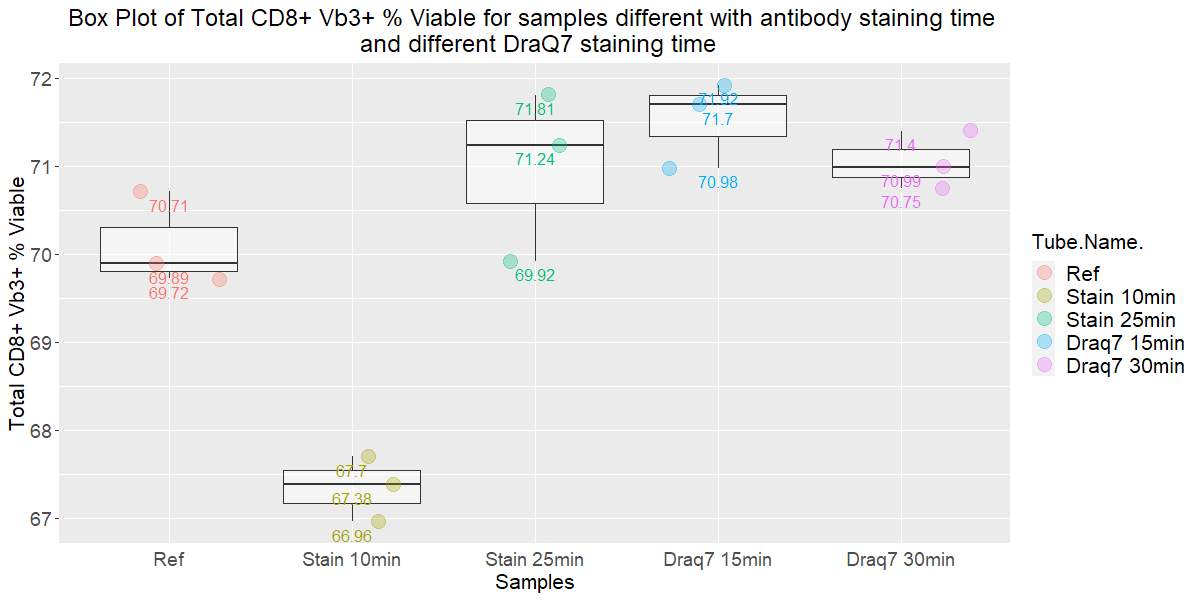 Box Plot of Total CD8+ Vb3+ % Viable for samples different with antibody staining time
and different DraQ7 staining time
Total CD8+ Vb3+ % Viable
72
71
70
69
68
67
70.71
69.89
69.72
67.7
67.38
66.96
71.81
71.24
69.92
71.92
71.7
70.98
71.4
70.99
70.75
Ref
Stain 10min
Stain 25min
Draq7 15min
Draq7 30min
Samples
Tube.Name.
Ref
Stain 10min
Stain 25min
Draq7 15min
Draq7 30min